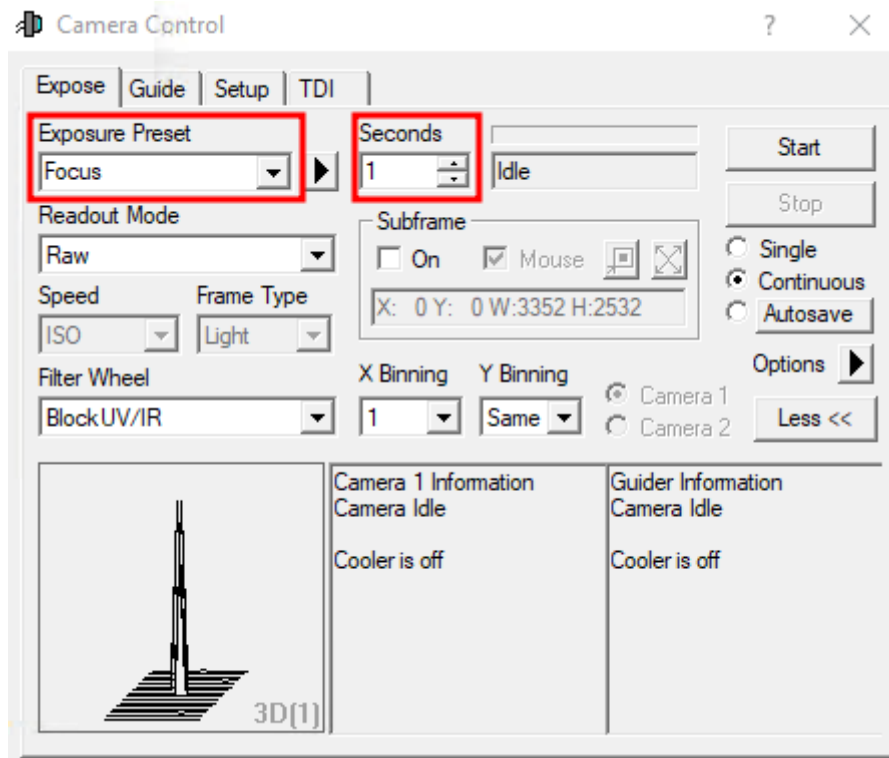 Camera Control
Expose Guide Setup TDI
Exposure Preset Seconds
Focus 1 Idle Start
Readout Mode Subframe Stop
Raw On Mouse Single
Continuous
Speed Frame Type X: 0 Y: 0 W:3352 H:2532 Autosave
ISO Light
Filter Wheel X Binning Y Binning Options
Camera 1
BlockUV/IR 1 Same Camera 2 Less <<
Camera 1 Information Guider Information
Camera Idle Camera Idle
Cooler is off Cooler is off
3D(1)